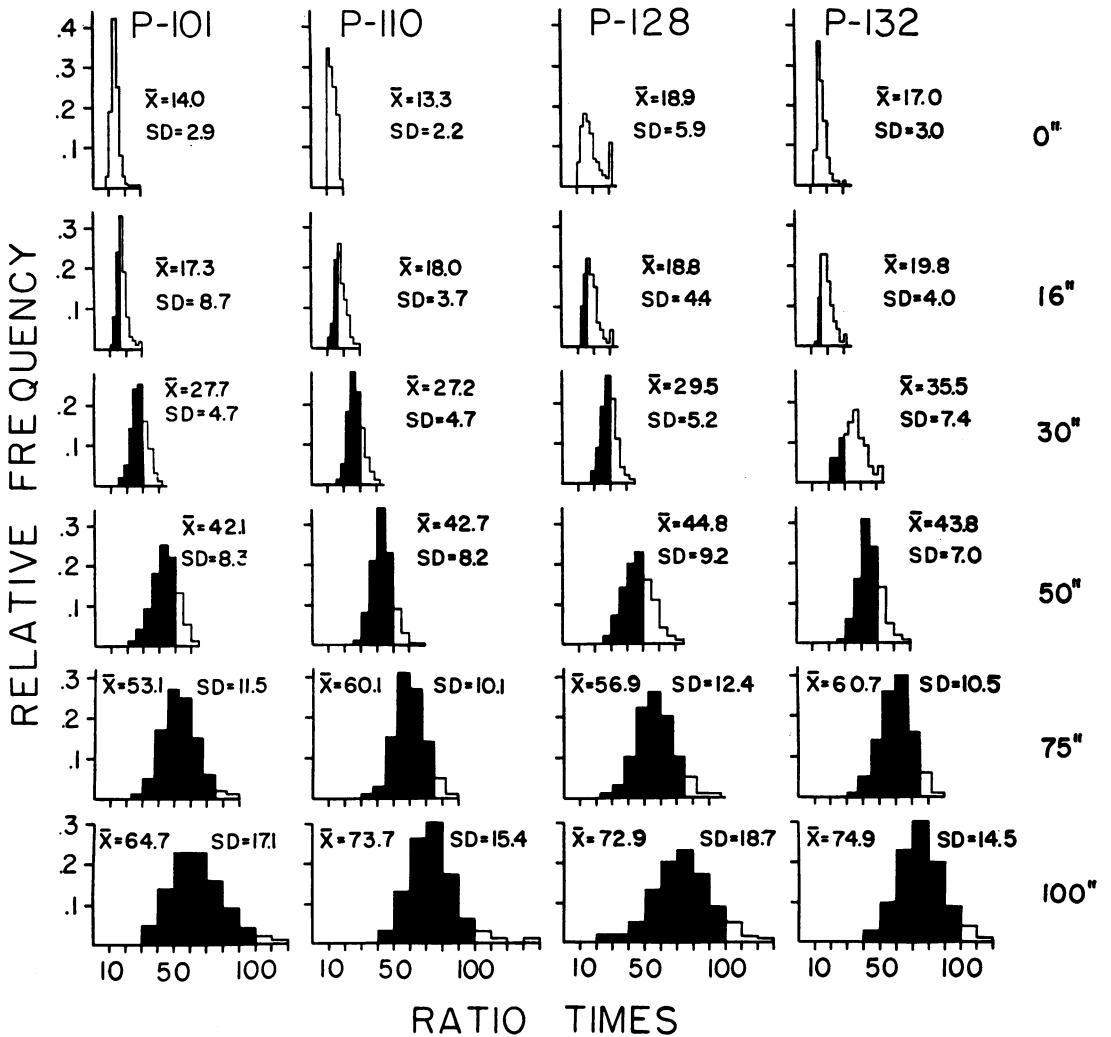 P-101 P-110 P-128 P-132
.4
.3
.2
.1
X̄=14.0
SD=2.9
X̄=13.3
SD=2.2
X̄=18.9
SD=5.9
X̄=17.0
SD=3.0
0"
.3
.2
.1
X̄=17.3
SD=8.7
X̄=18.0
SD=3.7
X̄=18.8
SD=4.4
X̄=19.8
SD=4.0
16"
.2
.1
X̄=27.7
SD=4.7
X̄=27.2
SD=4.7
X̄=29.5
SD=5.2
X̄=35.5
SD=7.4
30"
.3
.2
.1
X̄=42.1
SD=8.3
X̄=42.7
SD=8.2
X̄=44.8
SD=9.2
X̄=43.8
SD=7.0
50"
.3
.2
.1
X̄=53.1 SD=11.5
X̄=60.1 SD=10.1
X̄=56.9 SD=12.4
X̄=60.7 SD=10.5
75"
.3
.2
.1
X̄=64.7 SD=17.1
X̄=73.7 SD=15.4
X̄=72.9 SD=18.7
X̄=74.9 SD=14.5
100"
10 50 100
10 50 100
10 50 100
10 50 100
RELATIVE FREQUENCY
RATIO TIMES